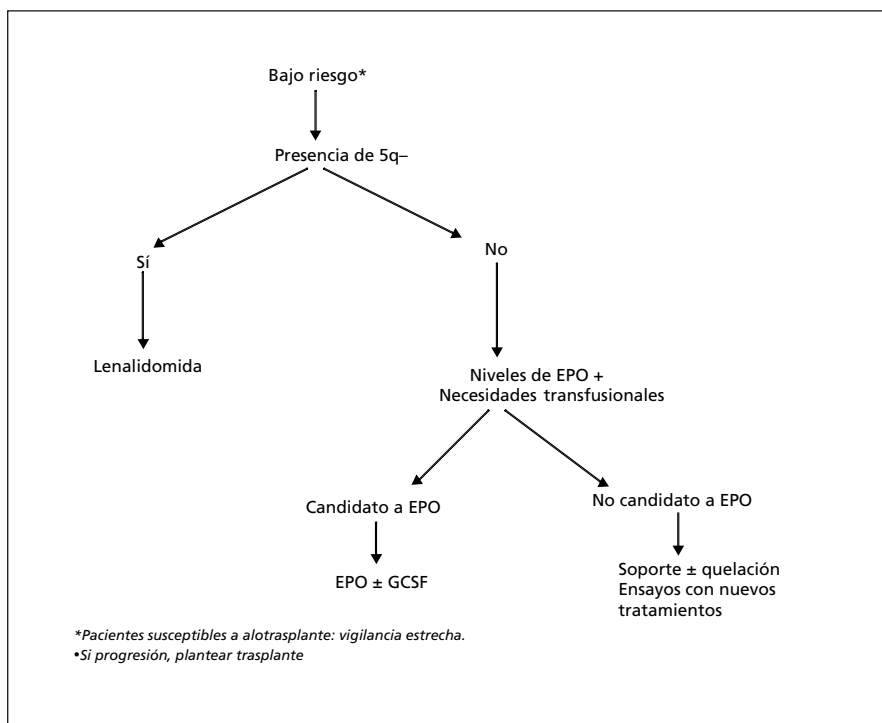 Bajo riesgo*
Presencia de 5q–
Sí
No
Lenalidomida
Niveles de EPO +
Necesidades transfusionales
Candidato a EPO
No candidato a EPO
EPO ± GCSF
Soporte ± quelación
Ensayos con nuevos
tratamientos
*Pacientes susceptibles a alotrasplante: vigilancia estrecha.
•Si progresión, plantear trasplante